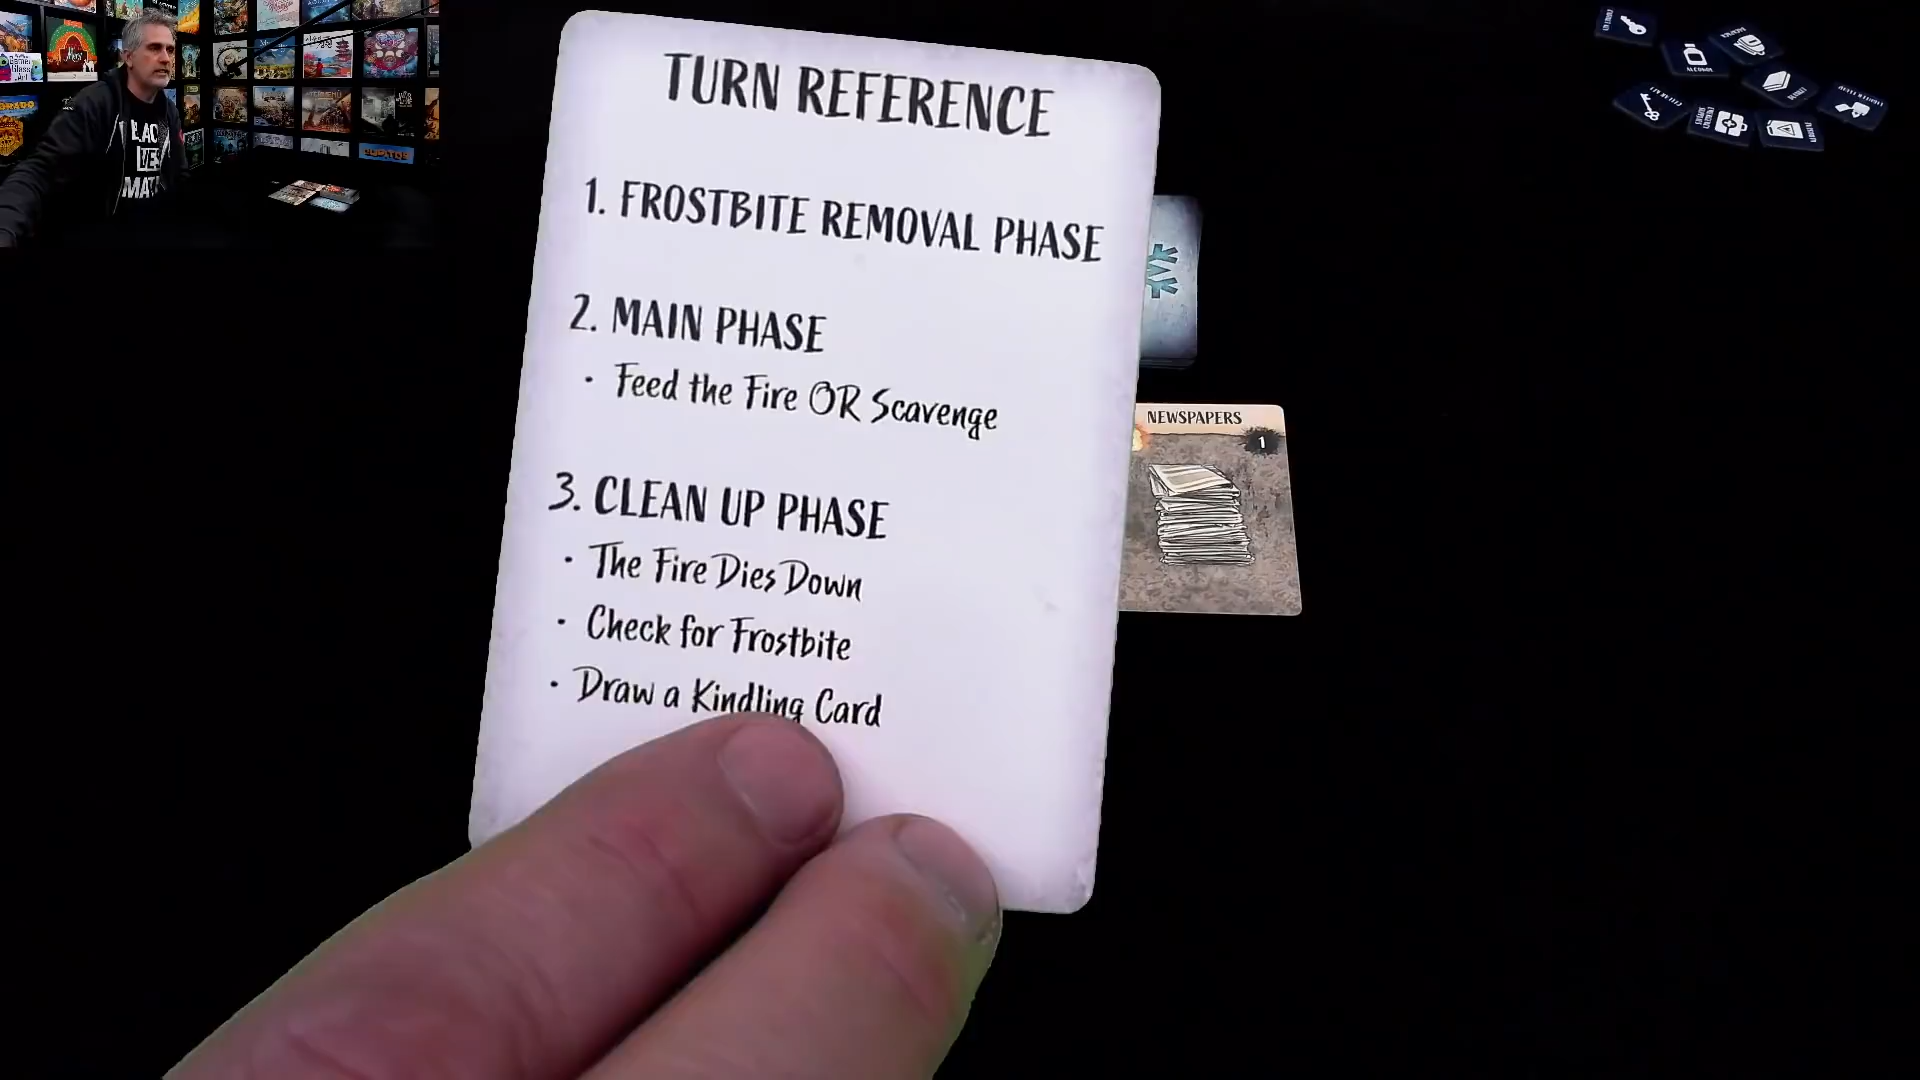 TURN REFERENCE
1. FROSTBITE REMOVAL PHASE
2. MAIN PHASE
• Feed the Fire OR Scavenge
3. CLEAN UP PHASE
• The Fire Dies Down
• Check for Frostbite
• Draw a Kindling Card
NEWSPAPERS
1
ALCOHOL